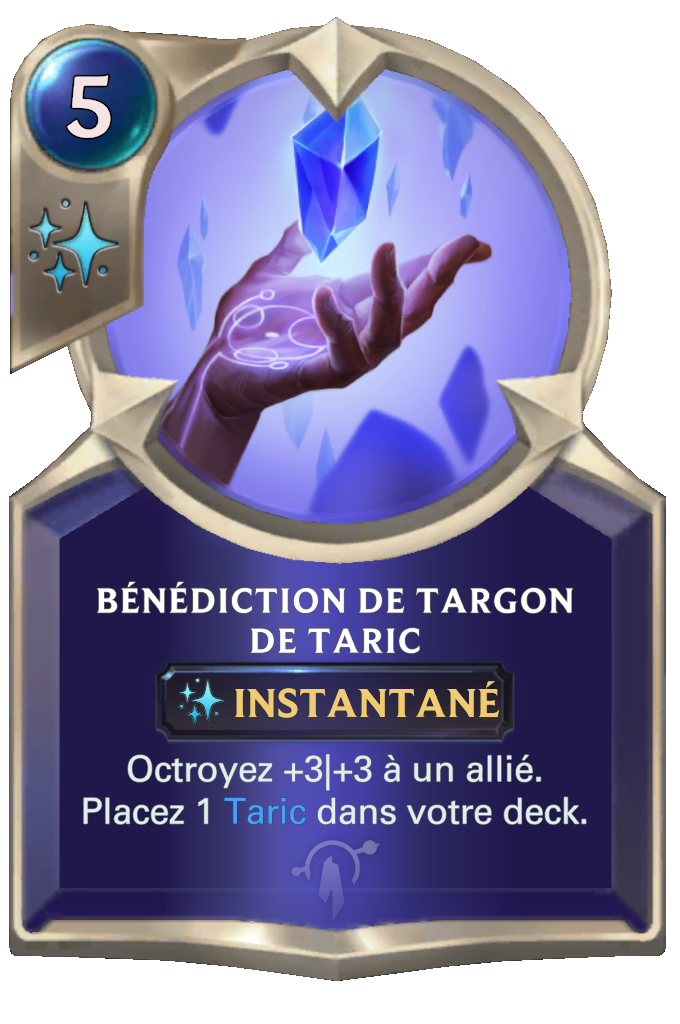 5
BÉNÉDICTION DE TARGON
DE TARIC
INSTANTANÉ
Octroyez +3|+3 à un allié.
Placez 1 Taric dans votre deck.